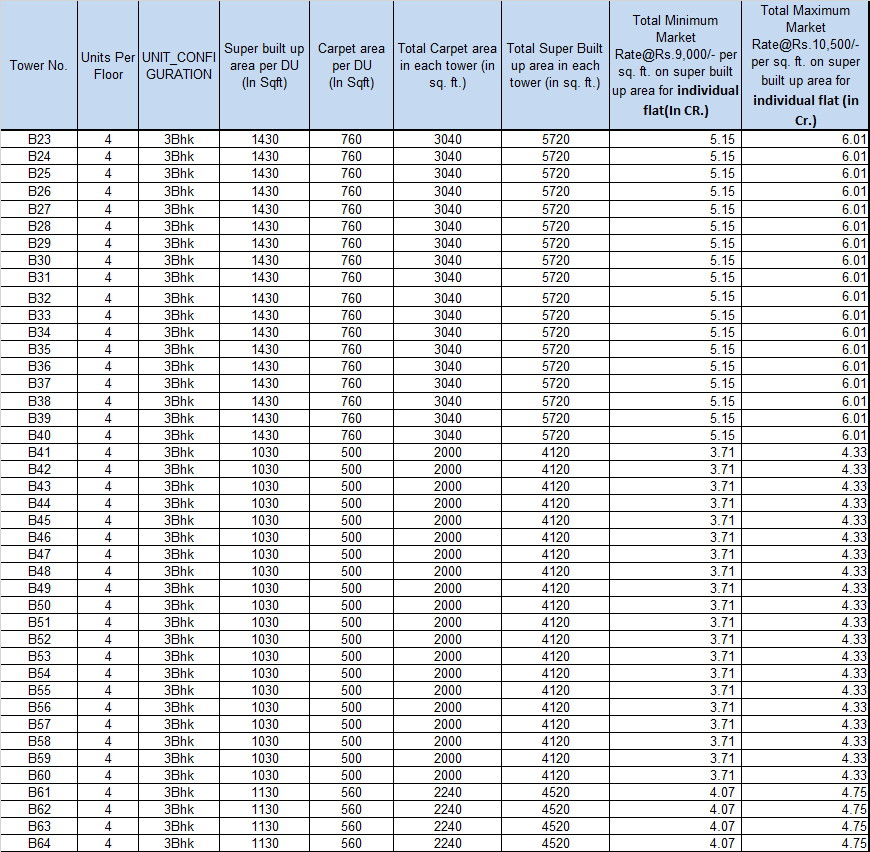 Tower No. Units Per Floor UNIT_CONFIGURATION Super built up area per DU (In Sqft) Carpet area per DU (In Sqft) Total Carpet area in each tower (in sq. ft.) Total Super Built up area in each tower (in sq. ft.) Total Minimum Market Rate@Rs.9,000/- per sq. ft. on super built up area for individual flat(In CR.) Total Maximum Market Rate@Rs.10,500/- per sq. ft. on super built up area for individual flat (in Cr.)
B23 4 3Bhk 1430 760 3040 5720 5.15 6.01
B24 4 3Bhk 1430 760 3040 5720 5.15 6.01
B25 4 3Bhk 1430 760 3040 5720 5.15 6.01
B26 4 3Bhk 1430 760 3040 5720 5.15 6.01
B27 4 3Bhk 1430 760 3040 5720 5.15 6.01
B28 4 3Bhk 1430 760 3040 5720 5.15 6.01
B29 4 3Bhk 1430 760 3040 5720 5.15 6.01
B30 4 3Bhk 1430 760 3040 5720 5.15 6.01
B31 4 3Bhk 1430 760 3040 5720 5.15 6.01
B32 4 3Bhk 1430 760 3040 5720 5.15 6.01
B33 4 3Bhk 1430 760 3040 5720 5.15 6.01
B34 4 3Bhk 1430 760 3040 5720 5.15 6.01
B35 4 3Bhk 1430 760 3040 5720 5.15 6.01
B36 4 3Bhk 1430 760 3040 5720 5.15 6.01
B37 4 3Bhk 1430 760 3040 5720 5.15 6.01
B38 4 3Bhk 1430 760 3040 5720 5.15 6.01
B39 4 3Bhk 1430 760 3040 5720 5.15 6.01
B40 4 3Bhk 1430 760 3040 5720 5.15 6.01
B41 4 3Bhk 1030 500 2000 4120 3.71 4.33
B42 4 3Bhk 1030 500 2000 4120 3.71 4.33
B43 4 3Bhk 1030 500 2000 4120 3.71 4.33
B44 4 3Bhk 1030 500 2000 4120 3.71 4.33
B45 4 3Bhk 1030 500 2000 4120 3.71 4.33
B46 4 3Bhk 1030 500 2000 4120 3.71 4.33
B47 4 3Bhk 1030 500 2000 4120 3.71 4.33
B48 4 3Bhk 1030 500 2000 4120 3.71 4.33
B49 4 3Bhk 1030 500 2000 4120 3.71 4.33
B50 4 3Bhk 1030 500 2000 4120 3.71 4.33
B51 4 3Bhk 1030 500 2000 4120 3.71 4.33
B52 4 3Bhk 1030 500 2000 4120 3.71 4.33
B53 4 3Bhk 1030 500 2000 4120 3.71 4.33
B54 4 3Bhk 1030 500 2000 4120 3.71 4.33
B55 4 3Bhk 1030 500 2000 4120 3.71 4.33
B56 4 3Bhk 1030 500 2000 4120 3.71 4.33
B57 4 3Bhk 1030 500 2000 4120 3.71 4.33
B58 4 3Bhk 1030 500 2000 4120 3.71 4.33
B59 4 3Bhk 1030 500 2000 4120 3.71 4.33
B60 4 3Bhk 1030 500 2000 4120 3.71 4.33
B61 4 3Bhk 1130 560 2240 4520 4.07 4.75
B62 4 3Bhk 1130 560 2240 4520 4.07 4.75
B63 4 3Bhk 1130 560 2240 4520 4.07 4.75
B64 4 3Bhk 1130 560 2240 4520 4.07 4.75